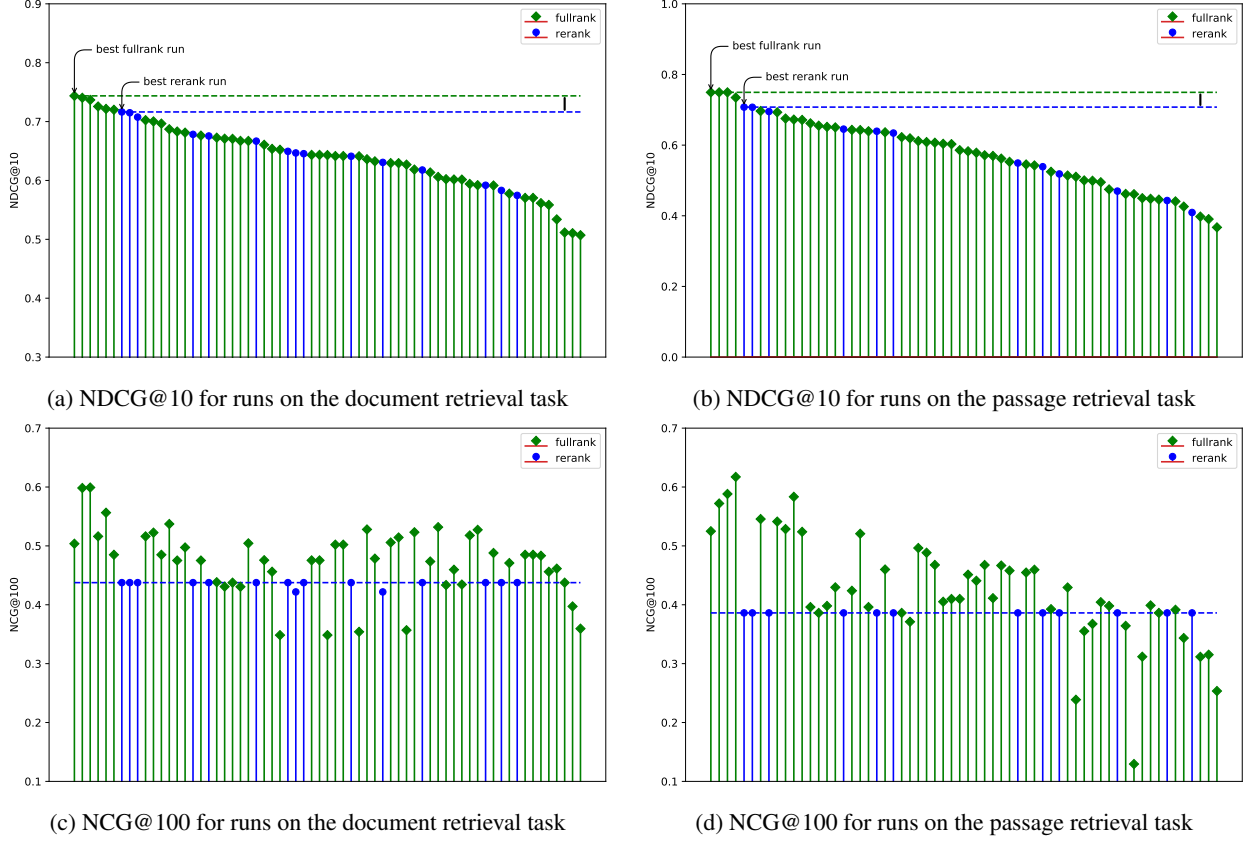 0.9
0.8
0.7
0.6
0.5
0.4
0.3
NDCG@10
best fullrank run
best rerank run
fullrank
rerank
(a) NDCG@10 for runs on the document retrieval task
1.0
0.8
0.6
0.4
0.2
0.0
NDCG@10
best fullrank run
best rerank run
fullrank
rerank
(b) NDCG@10 for runs on the passage retrieval task
0.7
0.6
0.5
0.4
0.3
0.2
0.1
NCG@100
fullrank
rerank
(c) NCG@100 for runs on the document retrieval task
0.7
0.6
0.5
0.4
0.3
0.2
0.1
NCG@100
fullrank
rerank
(d) NCG@100 for runs on the passage retrieval task